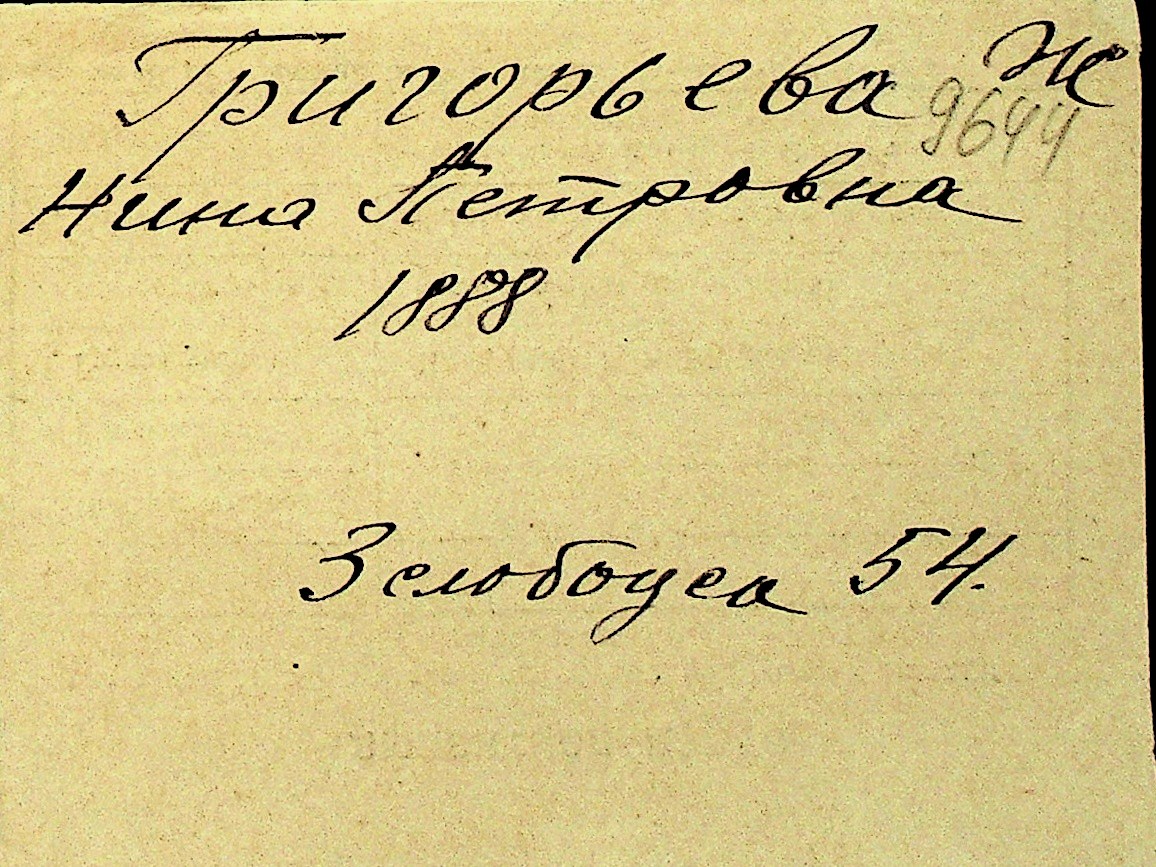 Григорьева Ж
9644
Нина Петровна
1888
54.